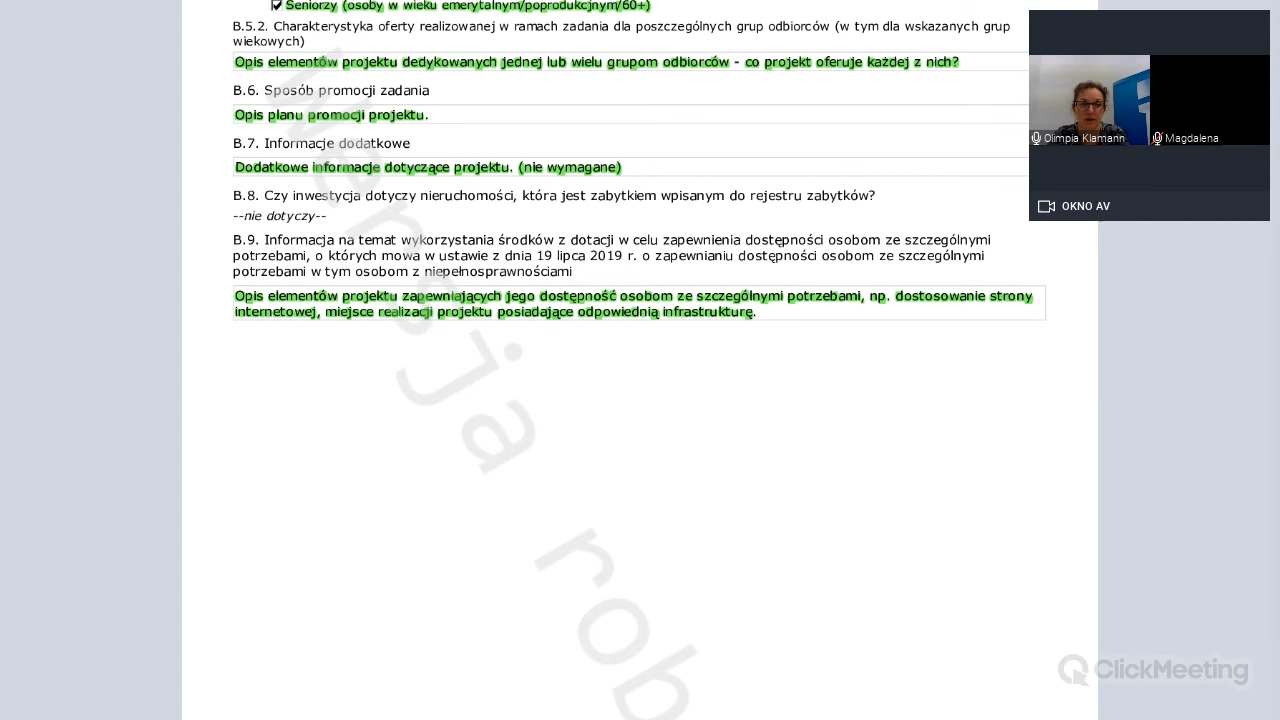 Seniorzy (osoby w wieku emerytalnym/poprodukcjnym/60+)
B.5.2. Charakterystyka oferty realizowanej w ramach zadania dla poszczególnych grup odbiorców (w tym dla wskazanych grup
wiekowych)
Opis elementów projektu dedykowanych jednej lub wielu grupom odbiorców - co projekt oferuje każdej z nich?
B.6. Sposób promocji zadania
Opis planu promocji projektu.
B.7. Informacje dodatkowe
Dodatkowe informacje dotyczące projektu. (nie wymagane)
B.8. Czy inwestycja dotyczy nieruchomości, która jest zabytkiem wpisanym do rejestru zabytków?
--nie dotyczy--
B.9. Informacja na temat wykorzystania środków z dotacji w celu zapewnienia dostępności osobom ze szczególnymi
potrzebami, o których mowa w ustawie z dnia 19 lipca 2019 r. o zapewnianiu dostępności osobom ze szczególnymi
potrzebami w tym osobom z niepełnosprawnościami
Opis elementów projektu zapewniających jego dostępność osobom ze szczególnymi potrzebami, np. dostosowanie strony
internetowej, miejsce realizacji projektu posiadające odpowiednią infrastrukturę.
Wersja rob
Olimpia Klamann
Magdalena
OKNO AV
ClickMeeting